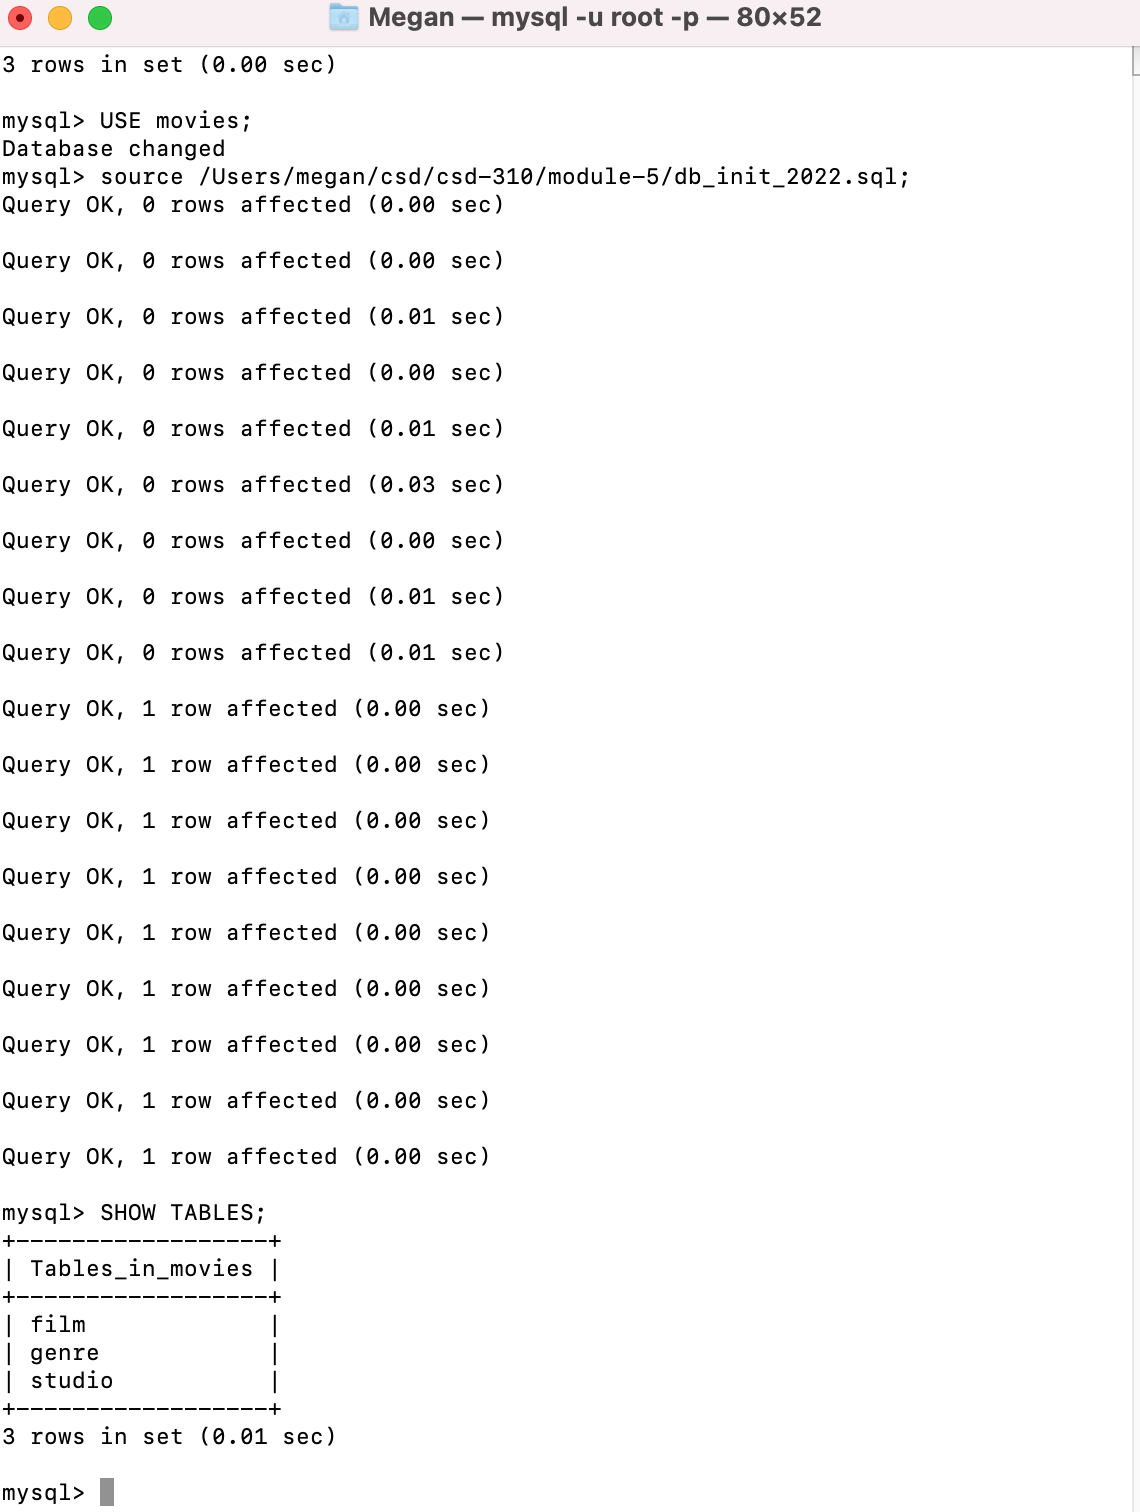 Megan — mysql -u root -p — 80×52
3 rows in set (0.00 sec)
mysql> USE movies;
Database changed
mysql> source /Users/megan/csd/csd-310/module-5/db_init_2022.sql;
Query OK, 0 rows affected (0.00 sec)
Query OK, 0 rows affected (0.00 sec)
Query OK, 0 rows affected (0.01 sec)
Query OK, 0 rows affected (0.00 sec)
Query OK, 0 rows affected (0.01 sec)
Query OK, 0 rows affected (0.03 sec)
Query OK, 0 rows affected (0.00 sec)
Query OK, 0 rows affected (0.01 sec)
Query OK, 0 rows affected (0.01 sec)
Query OK, 1 row affected (0.00 sec)
Query OK, 1 row affected (0.00 sec)
Query OK, 1 row affected (0.00 sec)
Query OK, 1 row affected (0.00 sec)
Query OK, 1 row affected (0.00 sec)
Query OK, 1 row affected (0.00 sec)
Query OK, 1 row affected (0.00 sec)
Query OK, 1 row affected (0.00 sec)
Query OK, 1 row affected (0.00 sec)
mysql> SHOW TABLES;
+------------------+
| Tables_in_movies |
+------------------+
| film             |
| genre            |
| studio           |
+------------------+
3 rows in set (0.01 sec)
mysql>